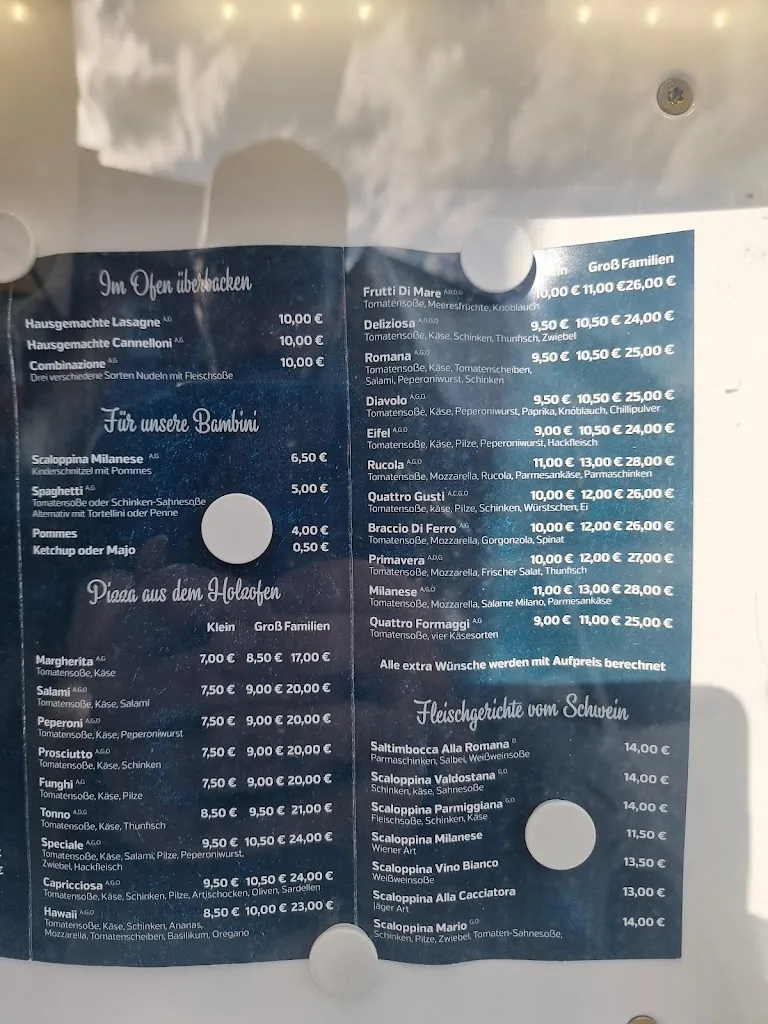 Im Ofen überbacken
Hausgemachte Lasagne A,G 10,00 €
Hausgemachte Cannelloni A,G 10,00 €
Combinazione A,G 10,00 €
Drei verschiedene Sorten Nudeln mit Fleischsoße
Für unsere Bambini
Scaloppina Milanese A,G 6,50 €
Kinderschnitzel mit Pommes
Spaghetti A,G 5,00 €
Tomatensoße oder Schinken-Sahnesoße
Alternativ mit Tortellini oder Penne
Pommes 4,00 €
Ketchup oder Majo 0,50 €
Pizza aus dem Holzofen
Klein Groß Familien
Margherita A,G 7,00 € 8,50 € 17,00 €
Tomatensoße, Käse
Salami A,G,O 7,50 € 9,00 € 20,00 €
Tomatensoße, Käse, Salami
Peperoni A,G,O 7,50 € 9,00 € 20,00 €
Tomatensoße, Käse, Peperoniwurst
Prosciutto A,G,O 7,50 € 9,00 € 20,00 €
Tomatensoße, Käse, Schinken
Funghi A,G 7,50 € 9,00 € 20,00 €
Tomatensoße, Käse, Pilze
Tonno A,D,G 8,50 € 9,50 € 21,00 €
Tomatensoße, Käse, Thunfisch
Speciale A,G,O 9,50 € 10,50 € 24,00 €
Tomatensoße, Käse, Salami, Pilze, Peperoniwurst,
Zwiebel, Hackfleisch
Capricciosa A,G,O 9,50 € 10,50 € 24,00 €
Tomatensoße, Käse, Schinken, Pilze, Artischocken, Oliven, Sardellen
Hawaii A,G,O 8,50 € 10,00 € 23,00 €
Tomatensoße, Käse, Schinken, Ananas,
Mozzarella, Tomatenscheiben, Basilikum, Oregano
Groß Familien
Frutti Di Mare 10,00 € 11,00 € 26,00 €
Tomatensoße, Meeresfrüchte, Knoblauch
Deliziosa 9,50 € 10,50 € 24,00 €
Tomatensoße, Käse, Schinken, Thunfisch, Zwiebel
Romana A,G,O 9,50 € 10,50 € 25,00 €
Tomatensoße, Käse, Tomatenscheiben,
Salami, Peperoniwurst, Schinken
Diavolo A,G,O 9,50 € 10,50 € 25,00 €
Tomatensoße, Käse, Peperoniwurst, Paprika, Knoblauch, Chillipulver
Eifel A,G,O 9,00 € 10,50 € 24,00 €
Tomatensoße, Käse, Pilze, Peperoniwurst, Hackfleisch
Rucola A,G,O 11,00 € 13,00 € 28,00 €
Tomatensoße, Mozzarella, Rucola, Parmesankäse, Parmaschinken
Quattro Gusti A,C,G,O 10,00 € 12,00 € 26,00 €
Tomatensoße, käse, Pilze, Schinken, Würstschen, Ei
Braccio Di Ferro A,G 10,00 € 12,00 € 26,00 €
Tomatensoße, Mozzarella, Gorgonzola, Spinat
Primavera A,D,G 10,00 € 12,00 € 27,00 €
Tomatensoße, Mozzarella, Frischer Salat, Thunfisch
Milanese A,G,O 11,00 € 13,00 € 28,00 €
Tomatensoße, Mozzarella, Salame Milano, Parmesankäse
Quattro Formaggi A,G 9,00 € 11,00 € 25,00 €
Tomatensoße, vier Käsesorten
Alle extra Wünsche werden mit Aufpreis berechnet
Fleischgerichte vom Schwein
Saltimbocca Alla Romana O 14,00 €
Parmaschinken, Salbei, Weißweinsoße
Scaloppina Valdostana G,O 14,00 €
Schinken, käse, Sahnesoße
Scaloppina Parmiggiana G,O 14,00 €
Fleischsoße, Schinken, Käse
Scaloppina Milanese 11,50 €
Wiener Art
Scaloppina Vino Bianco 13,50 €
Weißweinsoße
Scaloppina Alla Cacciatora 13,00 €
Jäger Art
Scaloppina Mario G,O 14,00 €
Schinken, Pilze, Zwiebel, Tomaten-Sahnesoße,